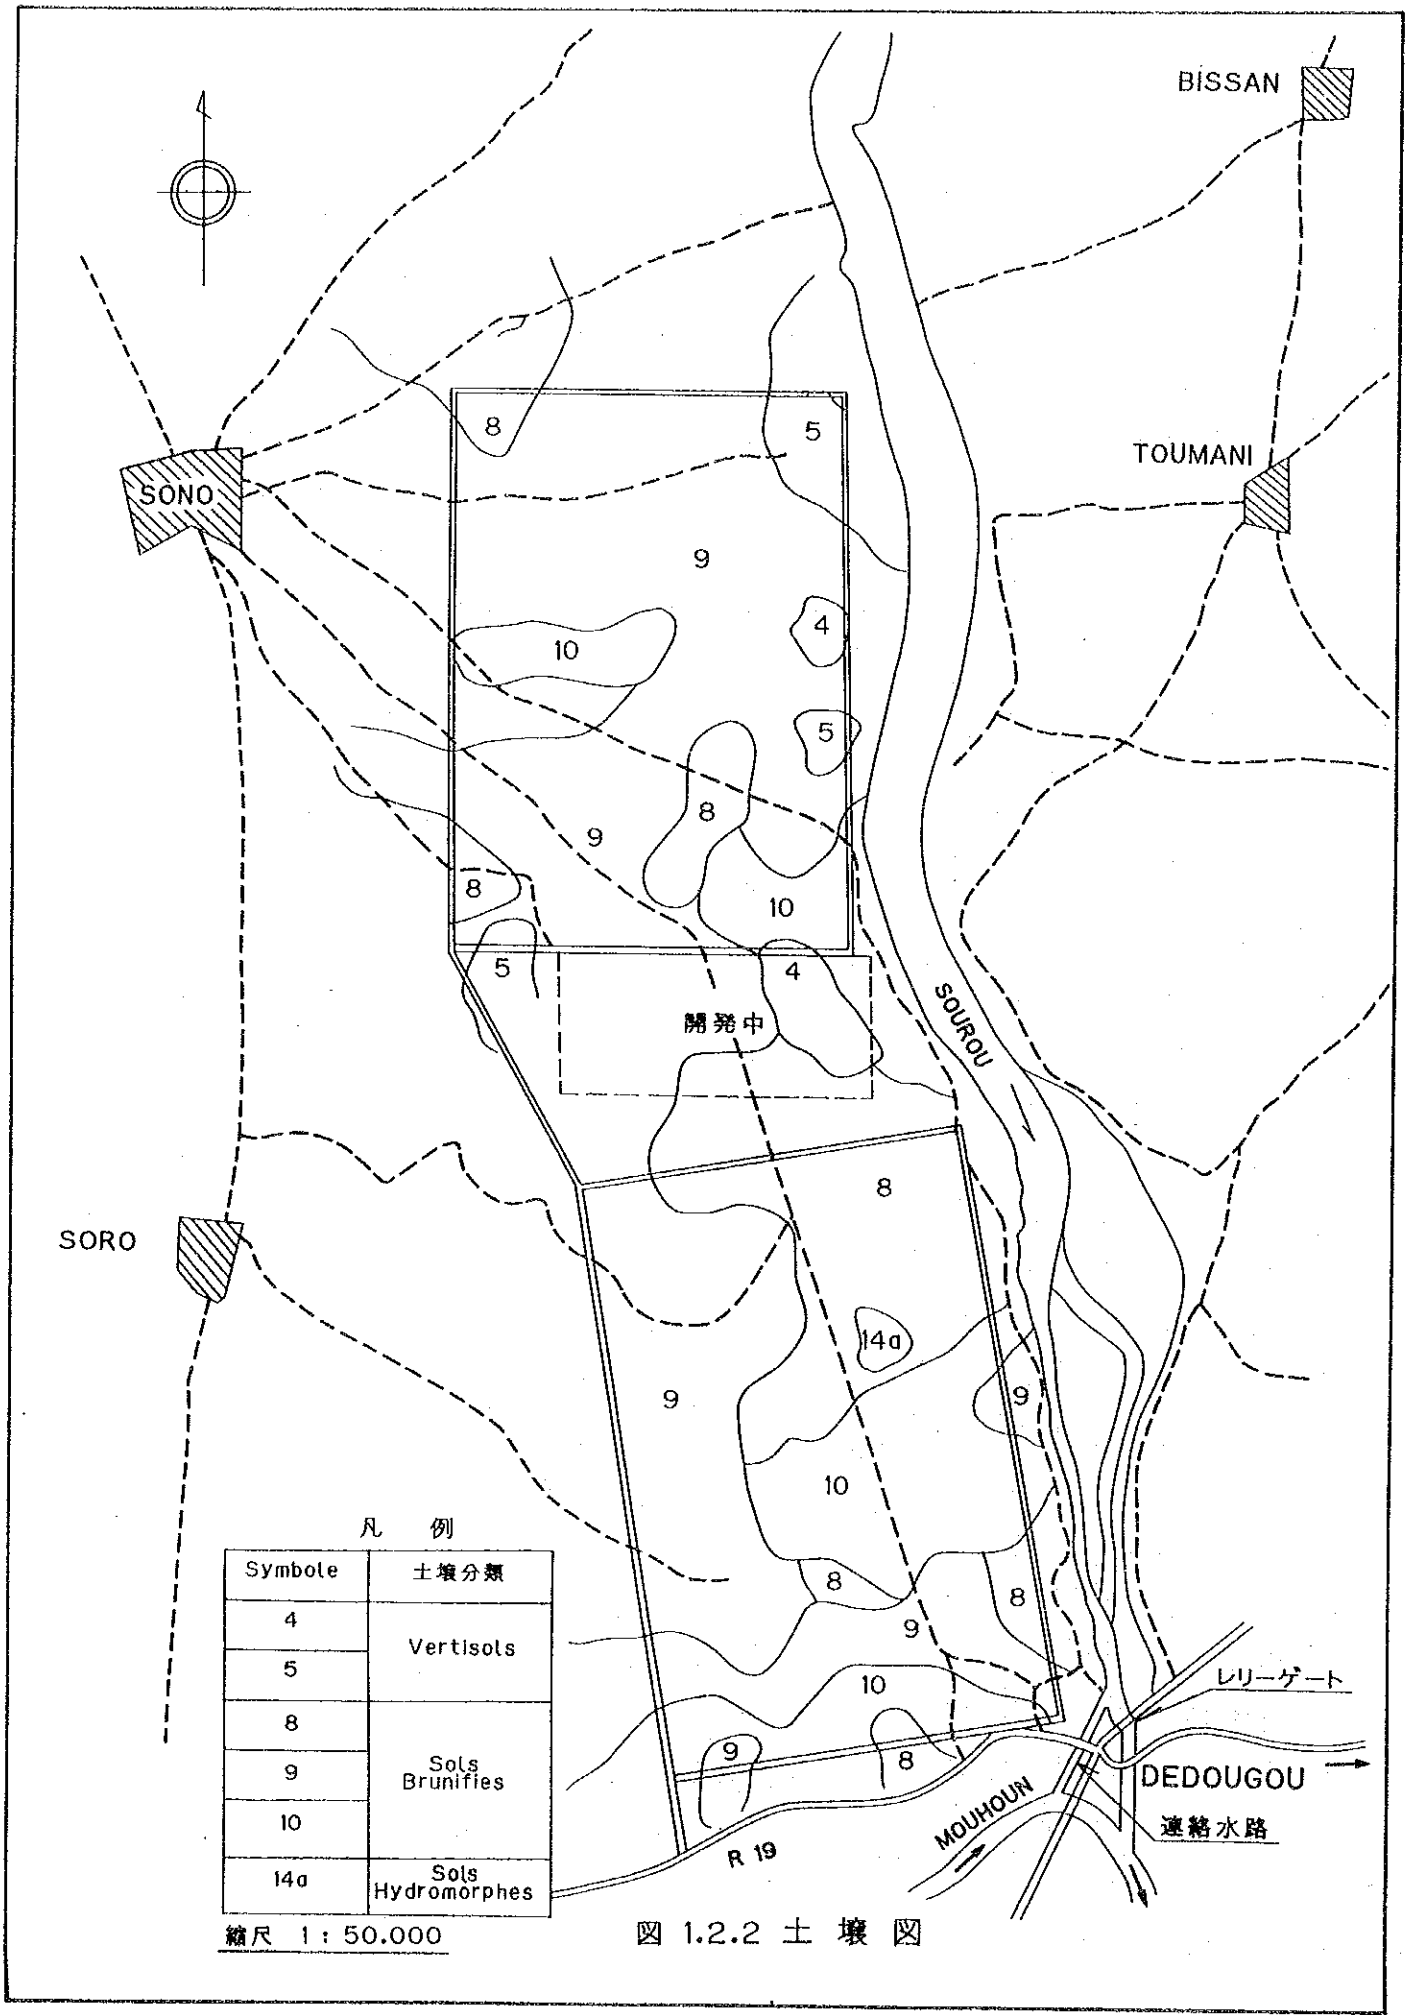 BISSAN
8
5
TOUMANI
SONO
9
4
10
5
8
9
8
10
5
4
開発中
SOUROU
8
SORO
14a
9
9
10
8
8
9
10
9
8
レリーゲート
DEDOUGOU
MOUHOUN
連絡水路
R 19
凡 例
Symbole 土壌分類
4
Vertisols
5
8
Sols
9
Brunifies
10
14a
Sols
Hydromorphes
縮尺 1 : 50.000
図 1.2.2 土 壌 図